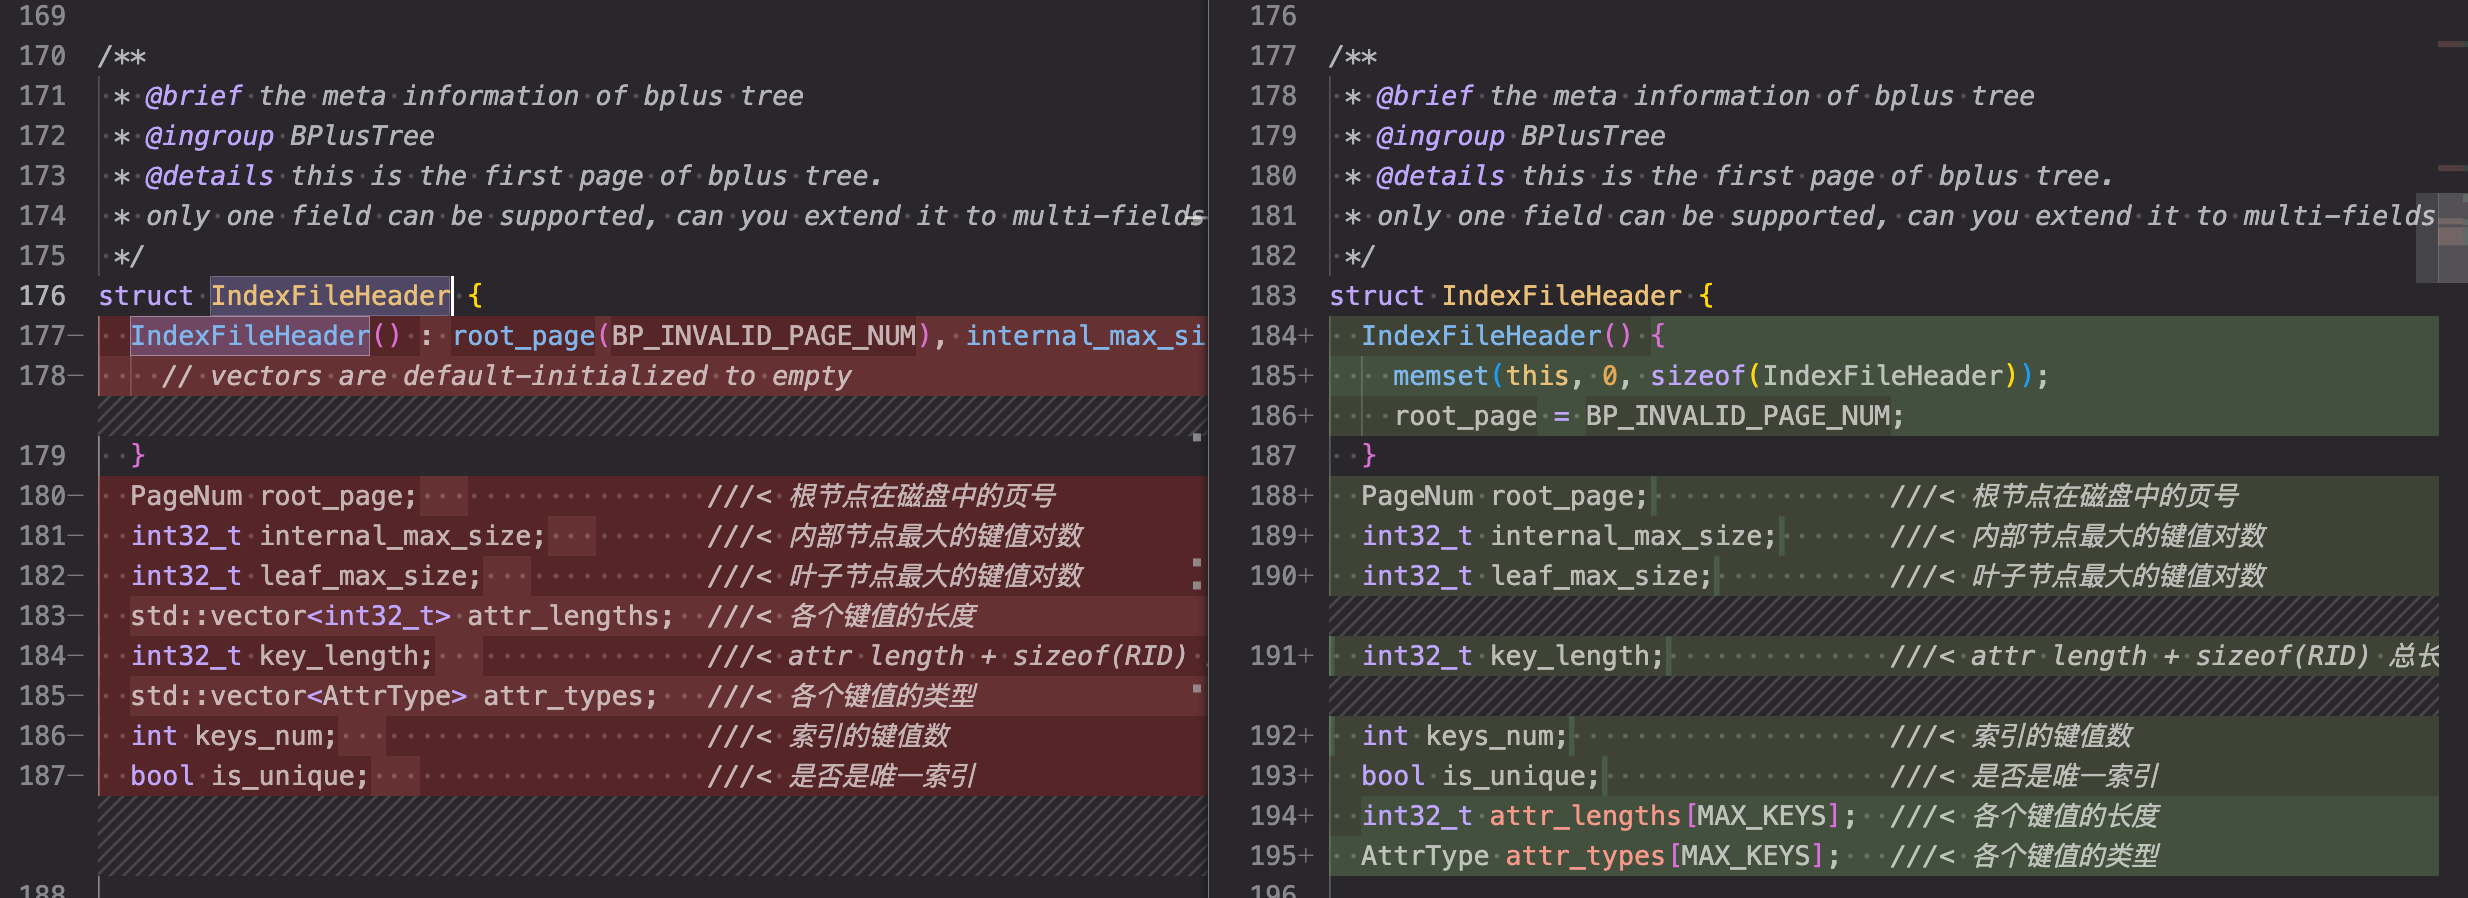 169
170 /**
171  * @brief the meta information of bplus tree
172  * @ingroup BPlusTree
173  * @details this is the first page of bplus tree.
174  * only one field can be supported, can you extend it to multi-fields
175  */
176 struct IndexFileHeader {
177—   IndexFileHeader() : root_page(BP_INVALID_PAGE_NUM), internal_max_si
178—     // vectors are default-initialized to empty
179   }
180—   PageNum root_page;                  ///< 根节点在磁盘中的页号
181—   int32_t internal_max_size;          ///< 内部节点最大的键值对数
182—   int32_t leaf_max_size;              ///< 叶子节点最大的键值对数
183—   std::vector<int32_t> attr_lengths;  ///< 各个键值的长度
184—   int32_t key_length;                 ///< attr length + sizeof(RID)
185—   std::vector<AttrType> attr_types;   ///< 各个键值的类型
186—   int keys_num;                       ///< 索引的键值数
187—   bool is_unique;                     ///< 是否是唯一索引
188
176
177 /**
178  * @brief the meta information of bplus tree
179  * @ingroup BPlusTree
180  * @details this is the first page of bplus tree.
181  * only one field can be supported, can you extend it to multi-fields
182  */
183 struct IndexFileHeader {
184+   IndexFileHeader() {
185+     memset(this, 0, sizeof(IndexFileHeader));
186+     root_page = BP_INVALID_PAGE_NUM;
187   }
188+   PageNum root_page;               ///< 根节点在磁盘中的页号
189+   int32_t internal_max_size;       ///< 内部节点最大的键值对数
190+   int32_t leaf_max_size;           ///< 叶子节点最大的键值对数
191+   int32_t key_length;              ///< attr length + sizeof(RID) 总长
192+   int keys_num;                    ///< 索引的键值数
193+   bool is_unique;                  ///< 是否是唯一索引
194+   int32_t attr_lengths[MAX_KEYS];  ///< 各个键值的长度
195+   AttrType attr_types[MAX_KEYS];   ///< 各个键值的类型
196